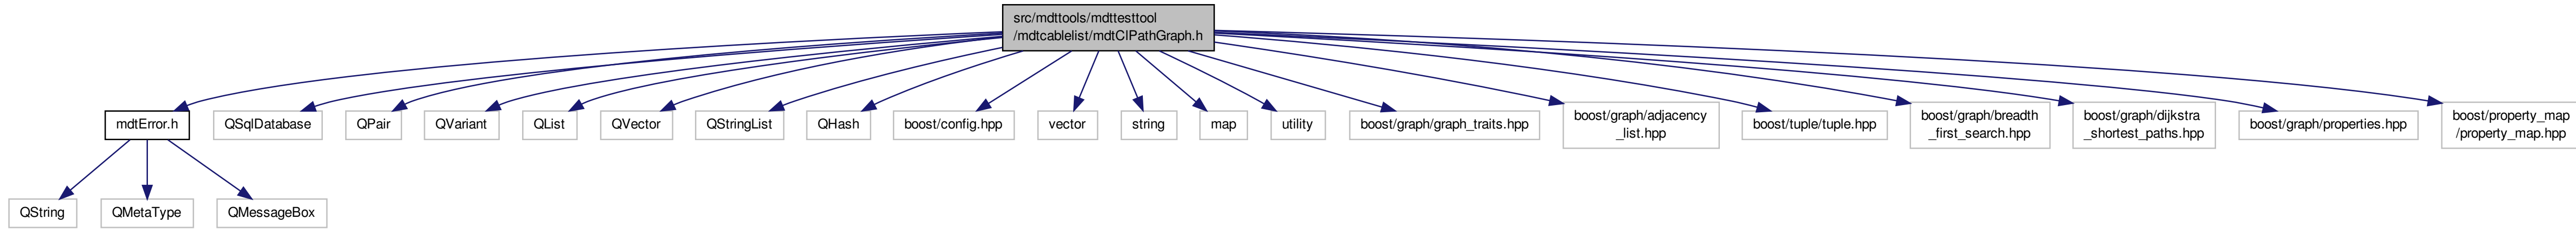 src/mdttools/mdttesttool
/mdtcablelist/mdtClPathGraph.h
mdtError.h
QSqlDatabase
QPair
QVariant
QList
QVector
QStringList
QHash
boost/config.hpp
vector
string
map
utility
boost/graph/graph_traits.hpp
boost/graph/adjacency
_list.hpp
boost/tuple/tuple.hpp
boost/graph/breadth
_first_search.hpp
boost/graph/dijkstra
_shortest_paths.hpp
boost/graph/properties.hpp
boost/property_map
/property_map.hpp
QString
QMetaType
QMessageBox